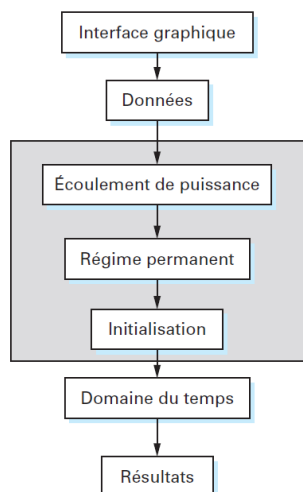 Interface graphique
Données
Écoulement de puissance
Régime permanent
Initialisation
Domaine du temps
Résultats